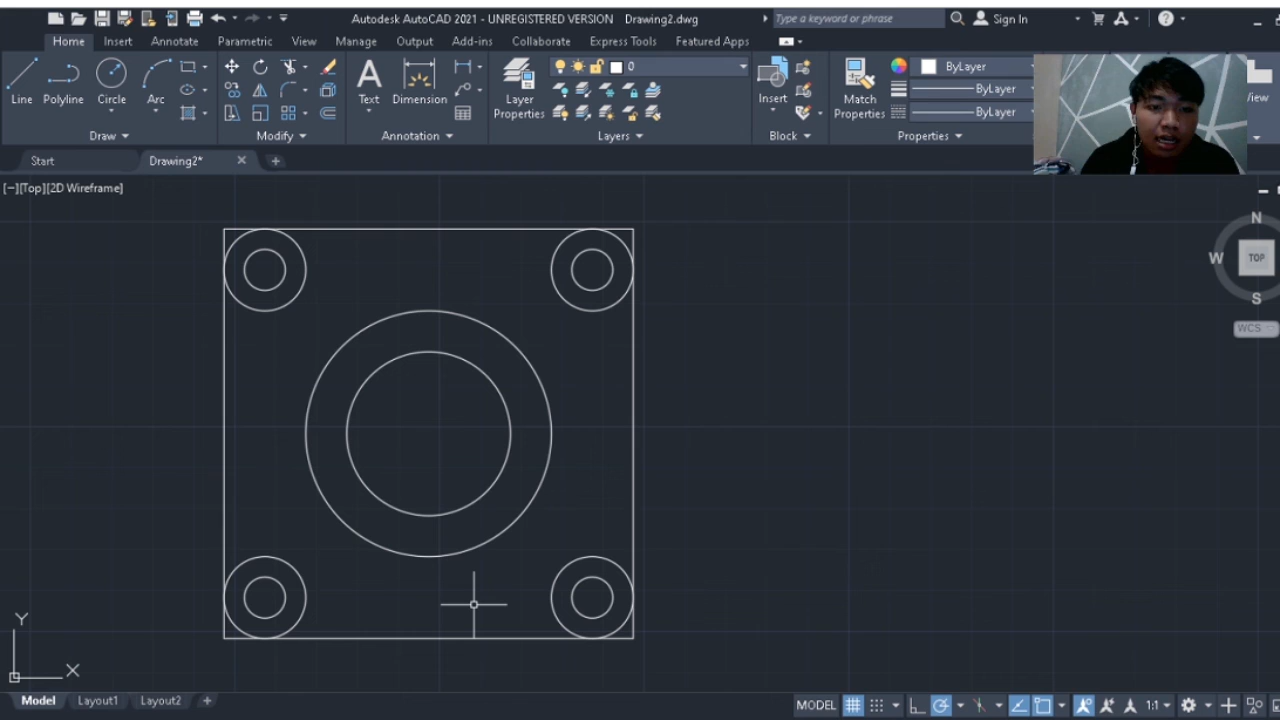 Autodesk AutoCAD 2021 - UNREGISTERED VERSION Drawing2.dwg
Type a keyword or phrase
Sign In
Home Insert Annotate Parametric View Manage Output Add-ins Collaborate Express Tools Featured Apps
Line Polyline Circle Arc
Text Dimension
Layer Properties
0
Insert
Match Properties
ByLayer
ByLayer
ByLayer
Draw Modify Annotation Layers Block Properties
Start Drawing2*
[−][Top][2D Wireframe]
N
W TOP
S
WCS
Y
X
Model Layout1 Layout2 +
MODEL 1:1